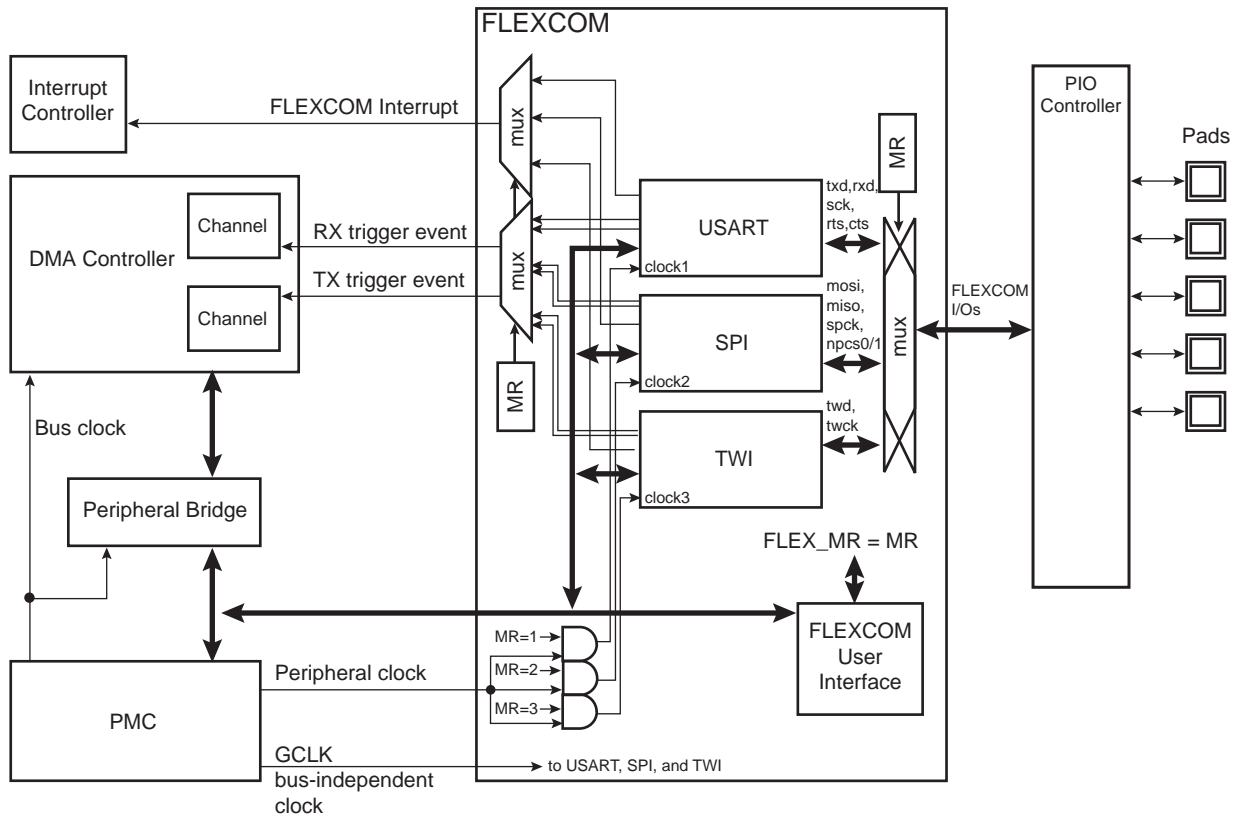 FLEXCOM
Interrupt
Controller
FLEXCOM Interrupt
mux
PIO
Controller
Pads
MR
DMA Controller
Channel
Channel
RX trigger event
TX trigger event
mux
MR
USART
clock1
txd,rxd,
sck,
rts,cts
SPI
clock2
mosi,
miso,
spck,
npcs0/1
TWI
clock3
twd,
twck
mux
FLEXCOM
I/Os
Bus clock
Peripheral Bridge
FLEX_MR = MR
FLEXCOM
User
Interface
MR=1
MR=2
MR=3
Peripheral clock
PMC
GCLK
bus-independent
clock
to USART, SPI, and TWI